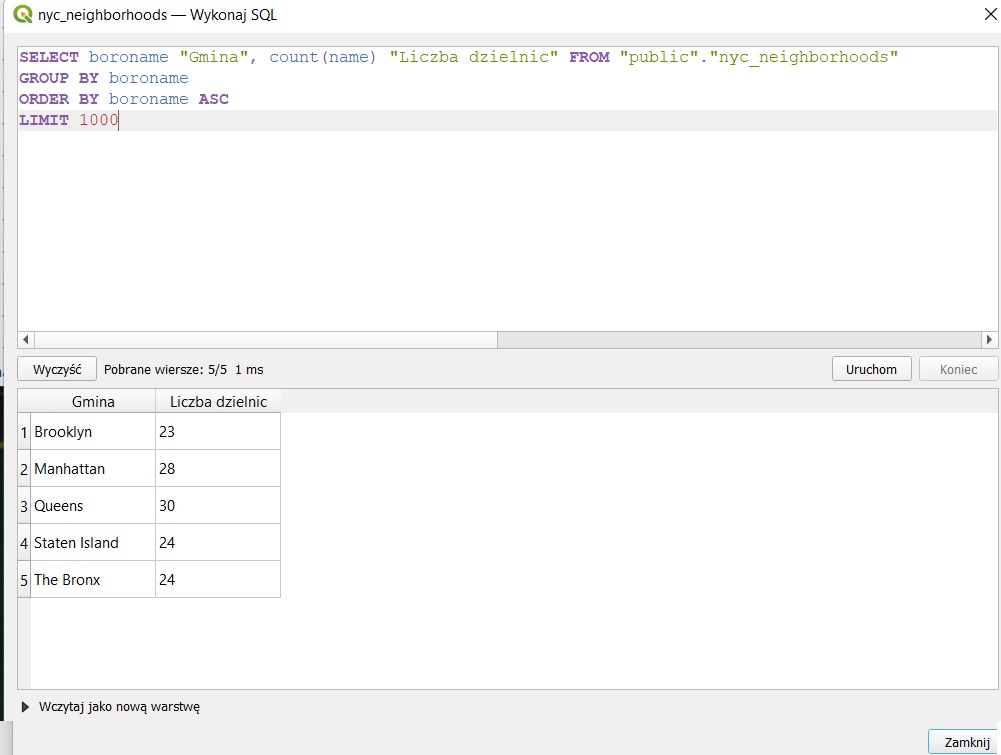 nyc_neighborhoods — Wykonaj SQL
SELECT boroname "Gmina", count(name) "Liczba dzielnic" FROM "public"."nyc_neighborhoods"
GROUP BY boroname
ORDER BY boroname ASC
LIMIT 1000
Wyczyść Pobrane wiersze: 5/5 1 ms Uruchom Koniec
Gmina Liczba dzielnic
1 Brooklyn 23
2 Manhattan 28
3 Queens 30
4 Staten Island 24
5 The Bronx 24
Wczytaj jako nową warstwę
Zamknij